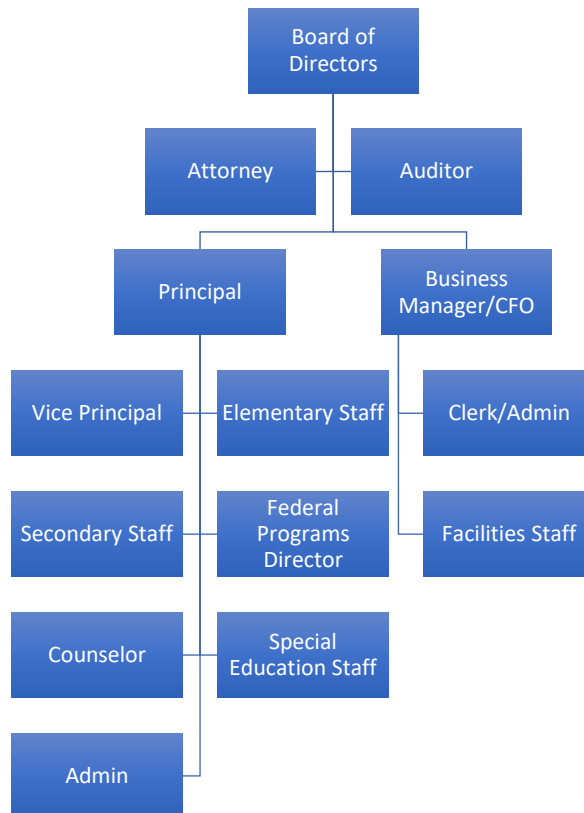 Board of
Directors
Attorney
Auditor
Principal
Business
Manager/CFO
Vice Principal
Elementary Staff
Clerk/Admin
Secondary Staff
Federal
Programs
Director
Facilities Staff
Counselor
Special
Education Staff
Admin